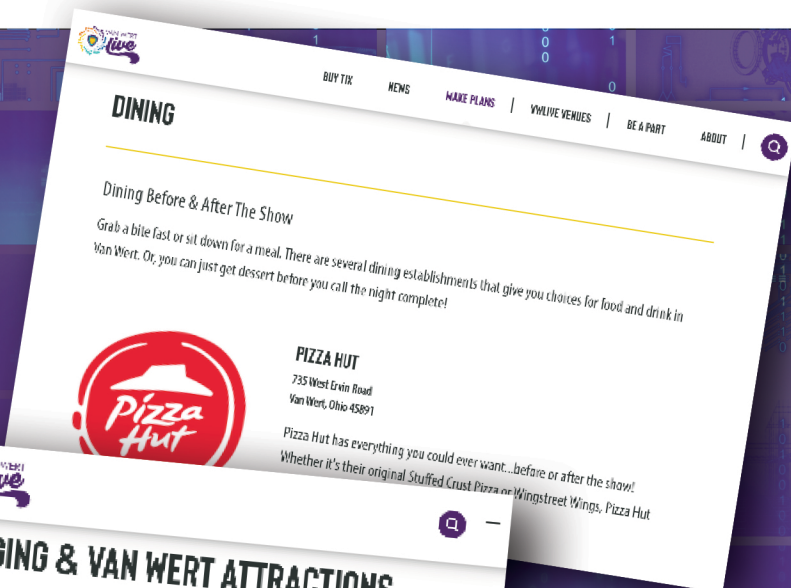 VAN WERT
live
BUY TIX
NEWS
MAKE PLANS
VWLIVE VENUES
BE A PART
ABOUT
DINING
Dining Before & After The Show
Grab a bite fast or sit down for a meal. There are several dining establishments that give you choices for food and drink in
Van Wert. Or, you can just get dessert before you call the night complete!
Pizza
Hut
PIZZA HUT
735 West Ervin Road
Van Wert, Ohio 45891
Pizza Hut has everything you could ever want...before or after the show!
Whether it's their original Stuffed Crust Pizza or Wingstreet Wings, Pizza Hut
& VAN WERT ATTRACTIONS